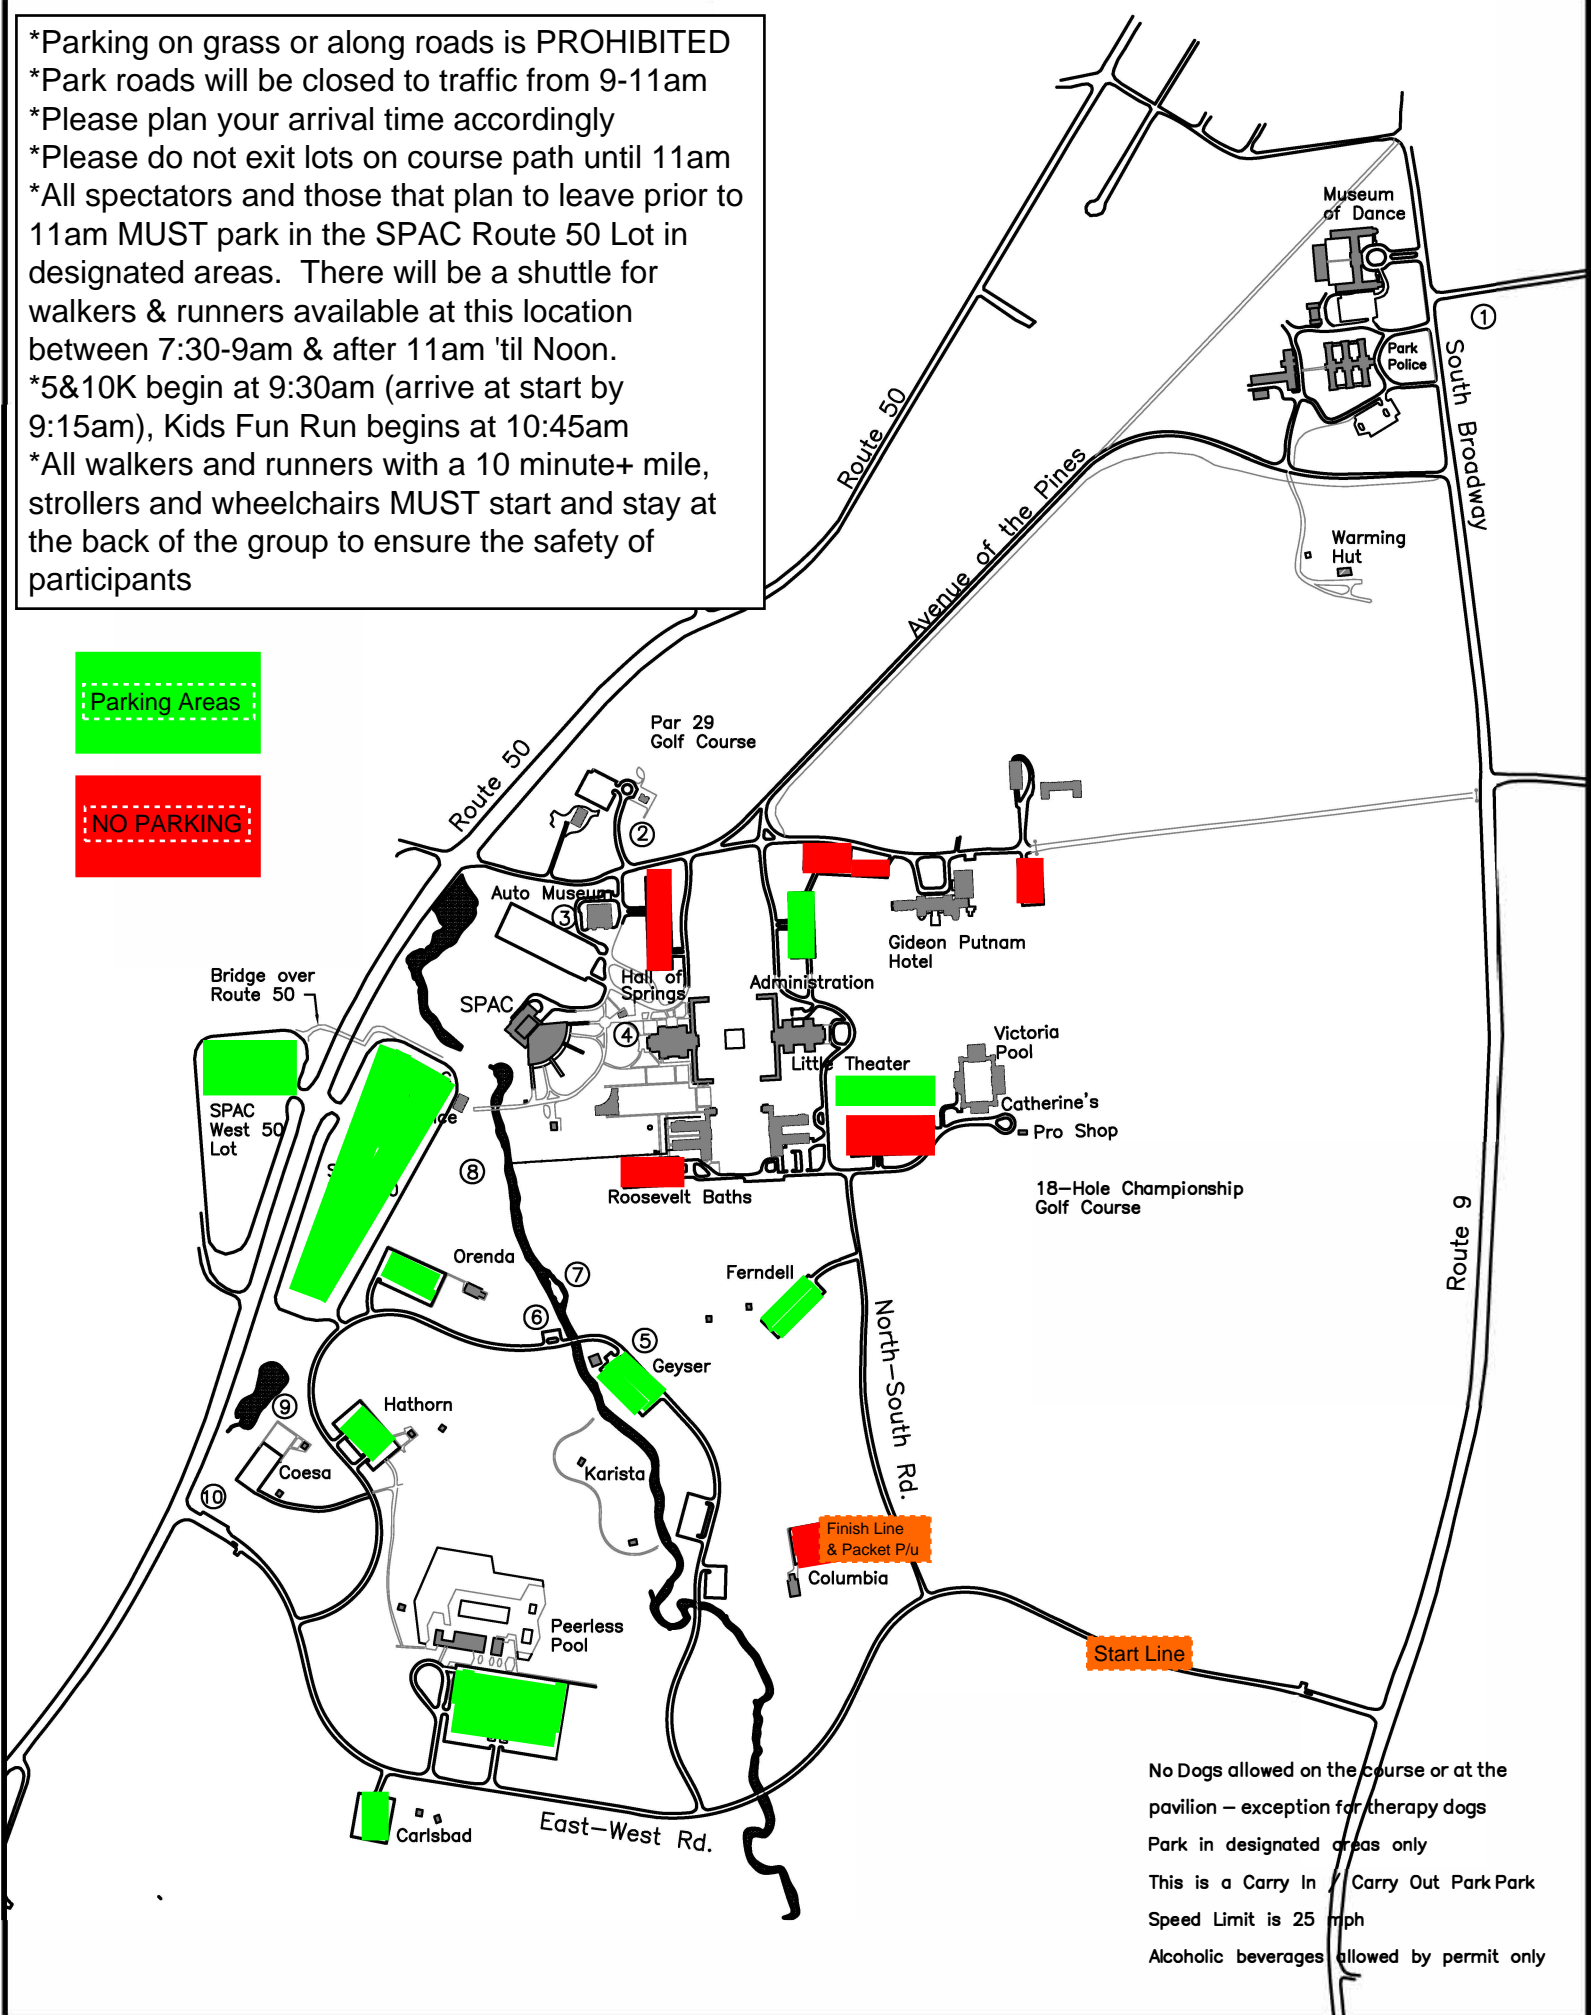 *Parking on grass or along roads is PROHIBITED
*Park roads will be closed to traffic from 9-11am
*Please plan your arrival time accordingly
*Please do not exit lots on course path until 11am
*All spectators and those that plan to leave prior to
11am MUST park in the SPAC Route 50 Lot in
designated areas.  There will be a shuttle for
walkers & runners available at this location
between 7:30-9am & after 11am 'til Noon.
*5&10K begin at 9:30am (arrive at start by
9:15am), Kids Fun Run begins at 10:45am
*All walkers and runners with a 10 minute+ mile,
strollers and wheelchairs MUST start and stay at
the back of the group to ensure the safety of
participants
Museum
of Dance
1
Park
Police
South Broadway
Route 50
Avenue of the Pines
Warming
Hut
Parking Areas
NO PARKING
Par 29
Golf Course
Route 50
2
Auto Museum
3
Gideon Putnam
Hotel
Bridge over
Route 50
Hall of
Springs
Administration
SPAC
4
Victoria
Pool
Little Theater
SPAC
West 50
Lot
Catherine's
Pro Shop
8
Roosevelt Baths
18-Hole Championship
Golf Course
Route 9
Orenda
7
Ferndell
6
5
Geyser
North-South Rd.
Hathorn
9
Coesa
Karista
10
Finish Line
& Packet P/u
Columbia
Peerless
Pool
Start Line
Carlsbad
East-West Rd.
No Dogs allowed on the course or at the
pavilion – exception for therapy dogs
Park in designated areas only
This is a Carry In / Carry Out Park Park
Speed Limit is 25 mph
Alcoholic beverages allowed by permit only